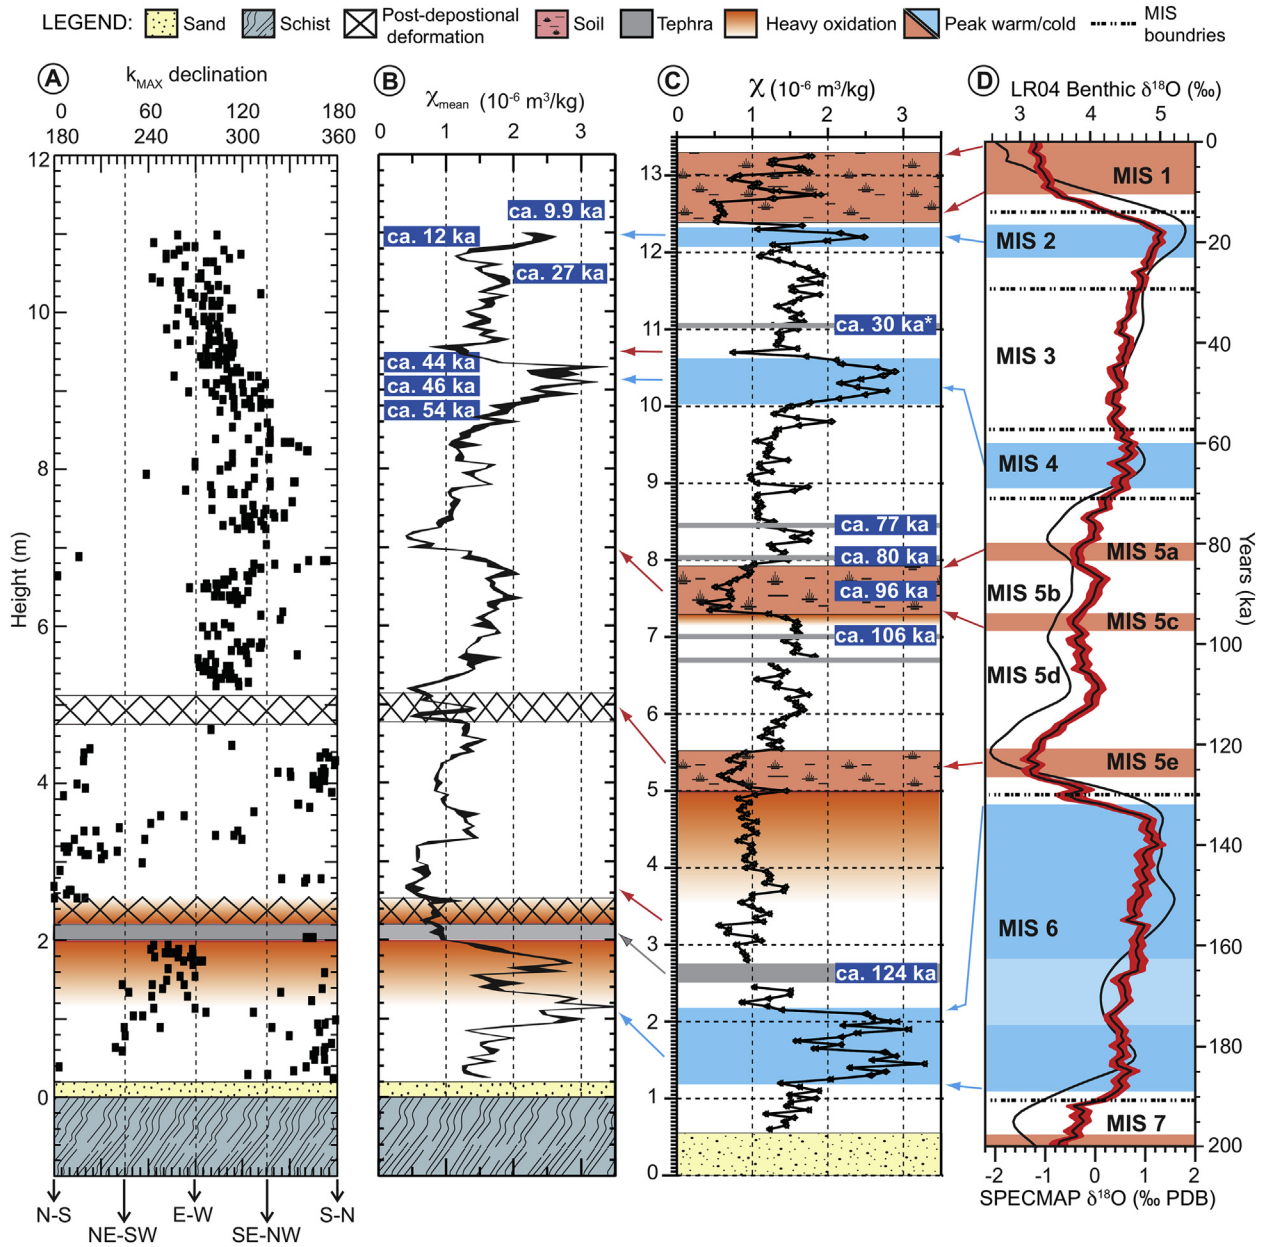 LEGEND: Sand Schist Post-depostional deformation Soil Tephra Heavy oxidation Peak warm/cold MIS boundries
A
kMAX declination
0 60 120 180
180 240 300 360
12
10
8
6
4
2
0
Height (m)
N-S
NE-SW
E-W
SE-NW
S-N
B
χmean (10-6 m3/kg)
0 1 2 3
ca. 9.9 ka
ca. 12 ka
ca. 27 ka
ca. 44 ka
ca. 46 ka
ca. 54 ka
C
χ (10-6 m3/kg)
0 1 2 3
13
12
11
10
9
8
7
6
5
4
3
2
1
0
ca. 30 ka*
ca. 77 ka
ca. 80 ka
ca. 96 ka
ca. 106 ka
ca. 124 ka
D
LR04 Benthic δ18O (‰)
3 4 5
MIS 1
MIS 2
MIS 3
MIS 4
MIS 5a
MIS 5b
MIS 5c
MIS 5d
MIS 5e
MIS 6
MIS 7
0
20
40
60
80
100
120
140
160
180
200
Years (ka)
-2 -1 0 1 2
SPECMAP δ18O (‰ PDB)